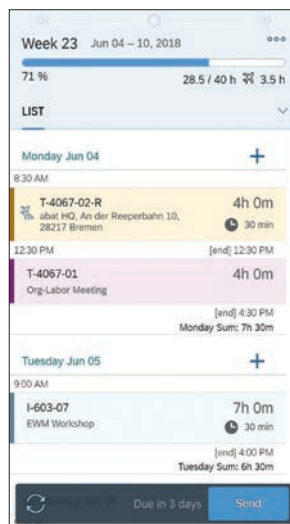 Week 23 Jun 04 – 10, 2018
71 % 28.5 / 40 h 3.5 h
LIST
Monday Jun 04 +
8:30 AM
T-4067-02-R 4h 0m
abat HQ, An der Reeperbahn 10,
28217 Bremen 30 min
12:30 PM [end] 12:30 PM
T-4067-01 4h 0m
Org-Labor Meeting
[end] 4:30 PM
Monday Sum: 7h 30m
Tuesday Jun 05 +
9:00 AM
I-603-07 7h 0m
EWM Workshop 30 min
[end] 4:00 PM
Tuesday Sum: 6h 30m
Due in 3 days Send